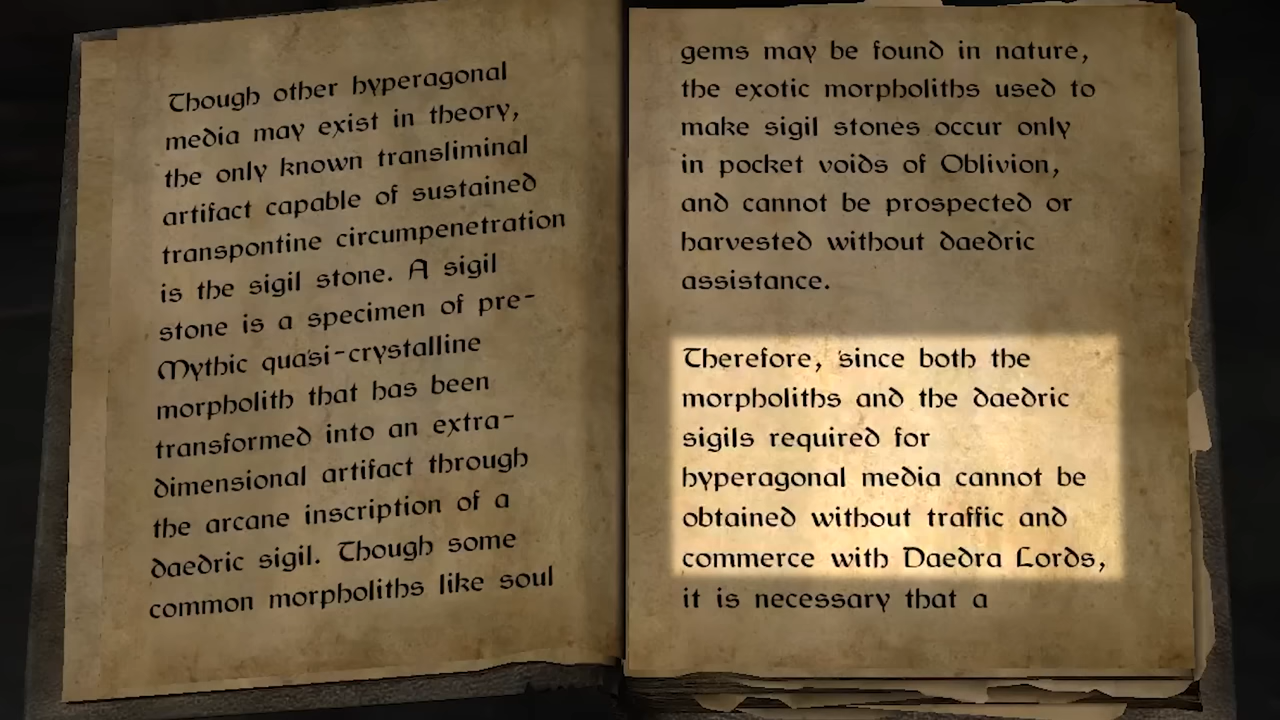 Though other hyperagonal
media may exist in theory,
the only known transliminal
artifact capable of sustained
transpontine circumpenetration
is the sigil stone. A sigil
stone is a specimen of pre-
Mythic quasi-crystalline
morpholith that has been
transformed into an extra-
dimensional artifact through
the arcane inscription of a
daedric sigil. Though some
common morpholiths like soul
gems may be found in nature,
the exotic morpholiths used to
make sigil stones occur only
in pocket voids of Oblivion,
and cannot be prospected or
harvested without daedric
assistance.
Therefore, since both the
morpholiths and the daedric
sigils required for
hyperagonal media cannot be
obtained without traffic and
commerce with Daedra Lords,
it is necessary that a